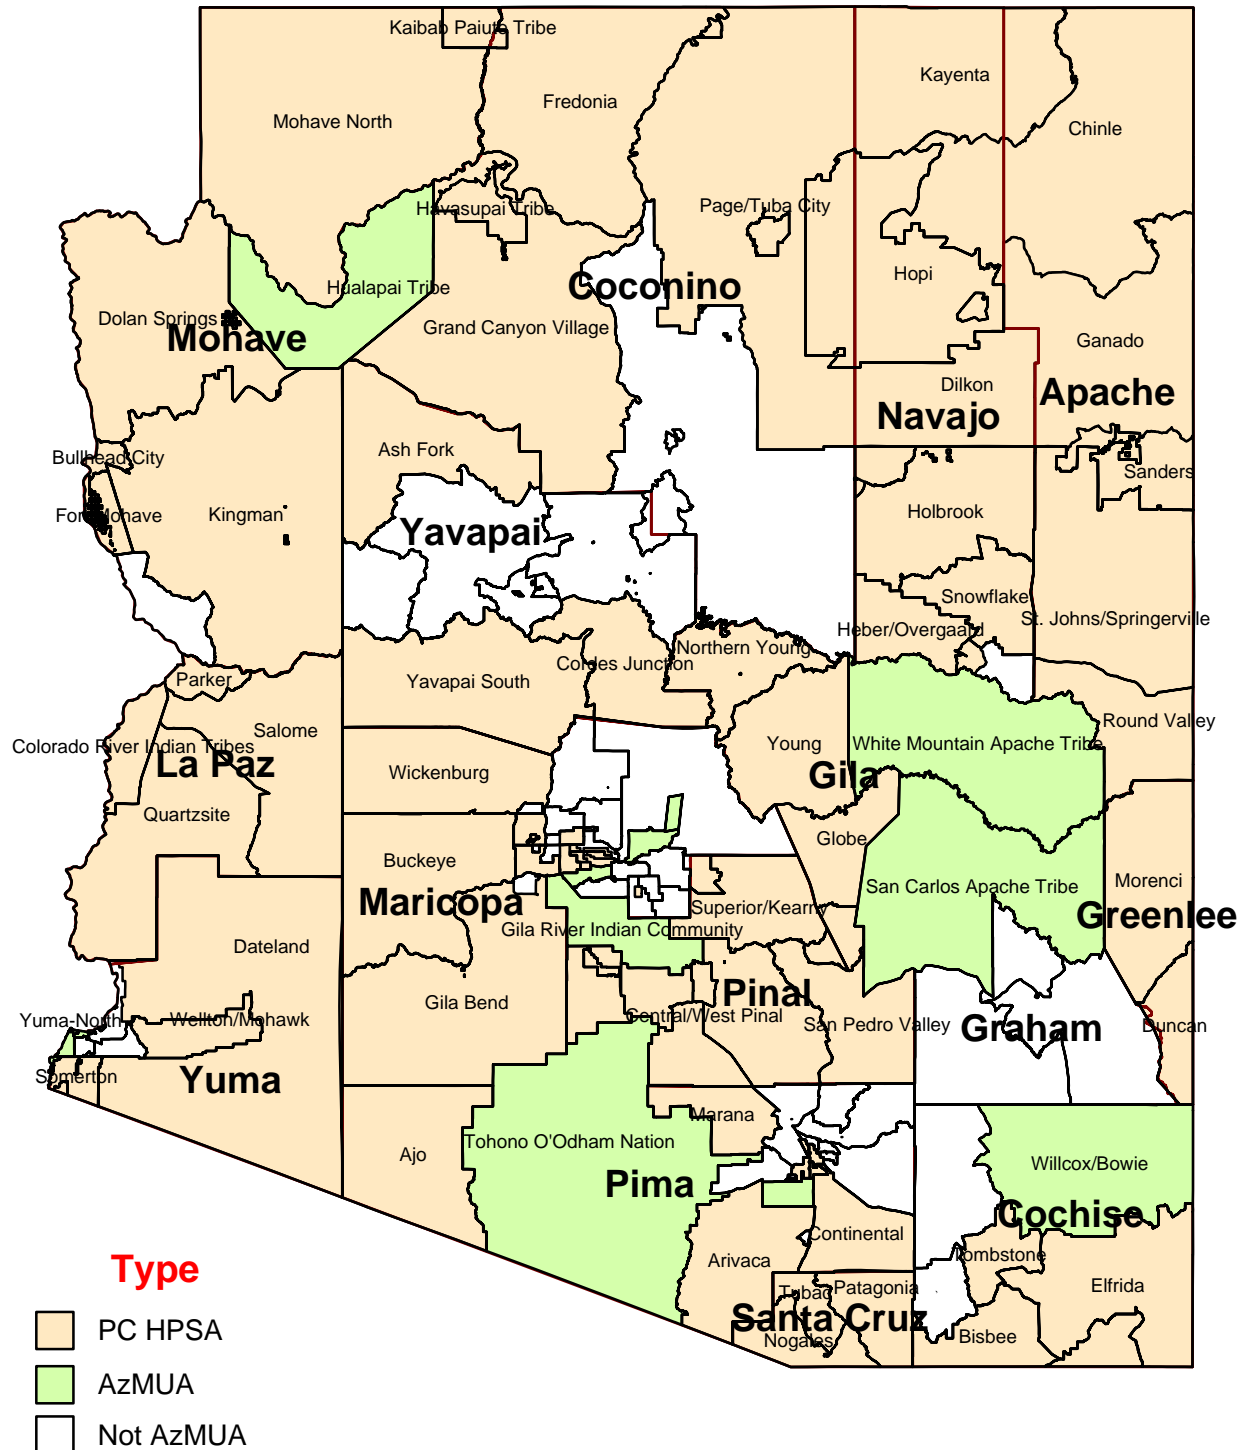 Kaibab Paiute Tribe
Kayenta
Fredonia
Mohave North
Chinle
Havasupai Tribe
Page/Tuba City
Hopi
Coconino
Hualapai Tribe
Dolan Springs
Mohave
Grand Canyon Village
Ganado
Dilkon
Apache
Navajo
Ash Fork
Bullhead City
Sanders
Fort Mohave
Kingman
Yavapai
Holbrook
Snowflake
St. Johns/Springerville
Heber/Overgaard
Northern Young
Cordes Junction
Parker
Yavapai South
Round Valley
Salome
Colorado River Indian Tribes
La Paz
Young
White Mountain Apache Tribe
Wickenburg
Gila
Quartzsite
Globe
Buckeye
Morenci
San Carlos Apache Tribe
Maricopa
Superior/Kearny
Greenlee
Gila River Indian Community
Dateland
Pinal
Gila Bend
Yuma-North
Wellton/Mohawk
Central/West Pinal
San Pedro Valley
Graham
Duncan
Somerton
Yuma
Marana
Ajo
Tohono O'Odham Nation
Willcox/Bowie
Pima
Cochise
Continental
Tombstone
Arivaca
Type
Tubac
Patagonia
Elfrida
Santa Cruz
PC HPSA
Nogales
Bisbee
AzMUA
Not AzMUA